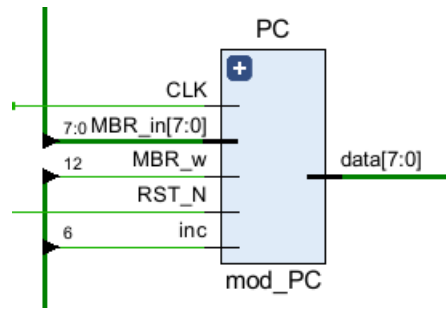 PC
CLK
7:0 MBR_in[7:0]
12 MBR_w
data[7:0]
RST_N
6 inc
mod_PC